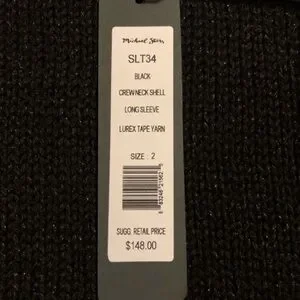 Michael Stars
SLT34
BLACK
CREW NECK SHELL
LONG SLEEVE
LUREX TAPE YARN
SIZE : 2
SUGG. RETAIL PRICE
$148.00